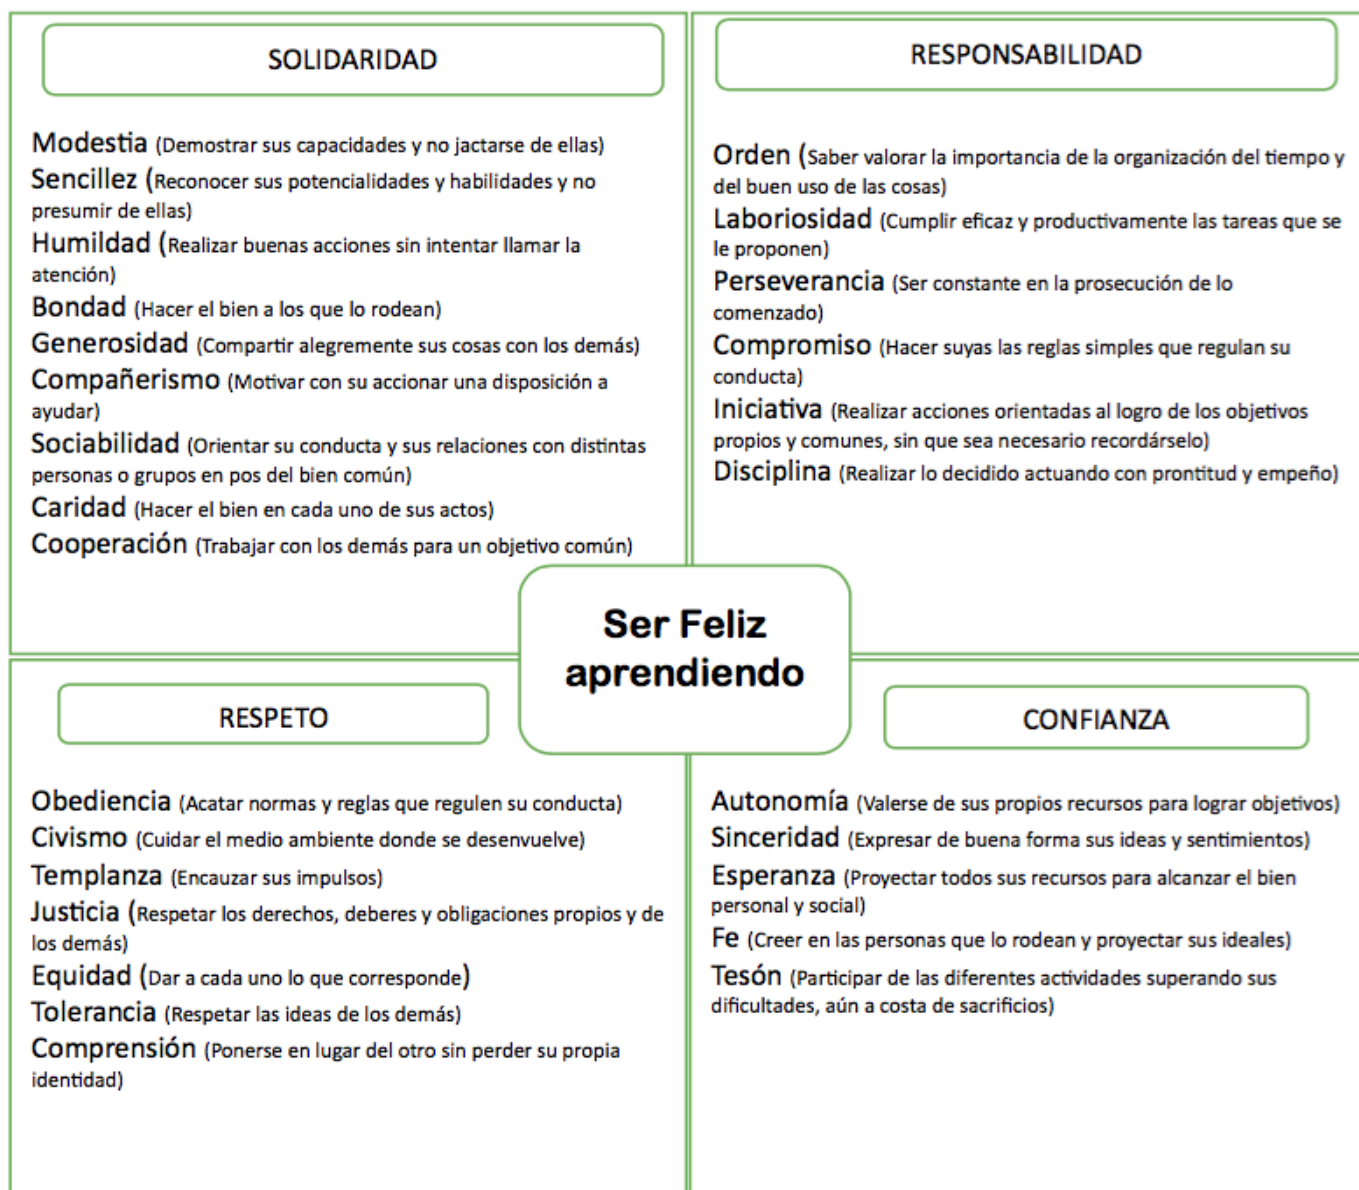 SOLIDARIDAD
Modestia (Demostrar sus capacidades y no jactarse de ellas)
Sencillez (Reconocer sus potencialidades y habilidades y no
presumir de ellas)
Humildad (Realizar buenas acciones sin intentar llamar la
atención)
Bondad (Hacer el bien a los que lo rodean)
Generosidad (Compartir alegremente sus cosas con los demás)
Compañerismo (Motivar con su accionar una disposición a
ayudar)
Sociabilidad (Orientar su conducta y sus relaciones con distintas
personas o grupos en pos del bien común)
Caridad (Hacer el bien en cada uno de sus actos)
Cooperación (Trabajar con los demás para un objetivo común)
RESPONSABILIDAD
Orden (Saber valorar la importancia de la organización del tiempo y
del buen uso de las cosas)
Laboriosidad (Cumplir eficaz y productivamente las tareas que se
le proponen)
Perseverancia (Ser constante en la prosecución de lo
comenzado)
Compromiso (Hacer suyas las reglas simples que regulan su
conducta)
Iniciativa (Realizar acciones orientadas al logro de los objetivos
propios y comunes, sin que sea necesario recordárselo)
Disciplina (Realizar lo decidido actuando con prontitud y empeño)
Ser Feliz
aprendiendo
RESPETO
Obediencia (Acatar normas y reglas que regulen su conducta)
Civismo (Cuidar el medio ambiente donde se desenvuelve)
Templanza (Encauzar sus impulsos)
Justicia (Respetar los derechos, deberes y obligaciones propios y de
los demás)
Equidad (Dar a cada uno lo que corresponde)
Tolerancia (Respetar las ideas de los demás)
Comprensión (Ponerse en lugar del otro sin perder su propia
identidad)
CONFIANZA
Autonomía (Valerse de sus propios recursos para lograr objetivos)
Sinceridad (Expresar de buena forma sus ideas y sentimientos)
Esperanza (Proyectar todos sus recursos para alcanzar el bien
personal y social)
Fe (Creer en las personas que lo rodean y proyectar sus ideales)
Tesón (Participar de las diferentes actividades superando sus
dificultades, aún a costa de sacrificios)